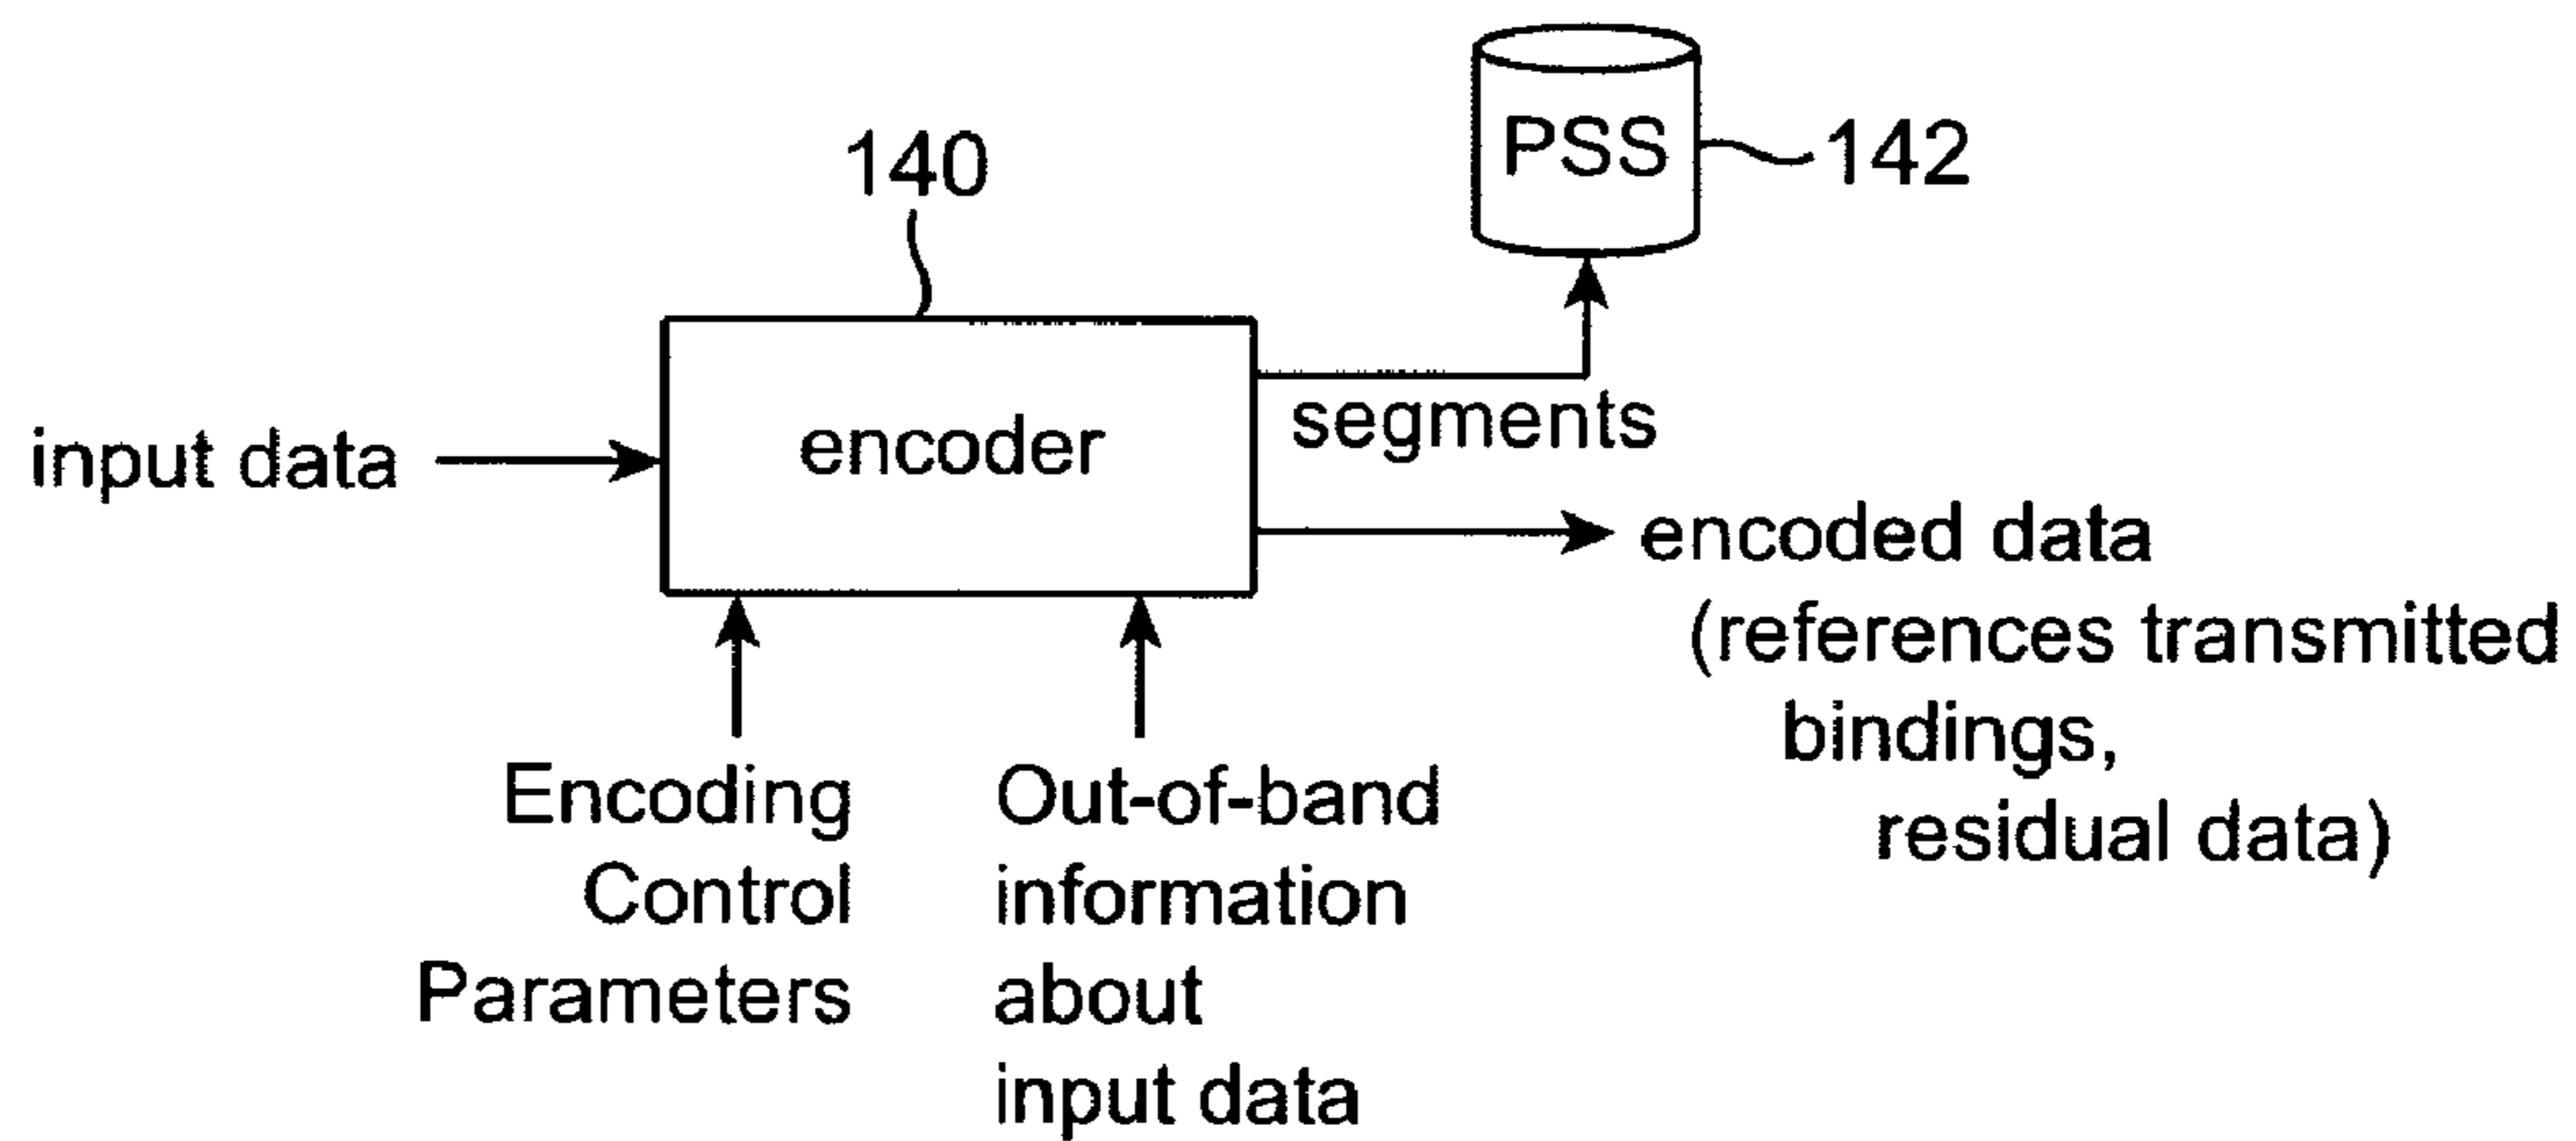 PSS
142
140
encoder
segments
input data
encoded data
(references transmitted
bindings,
residual data)
Encoding
Control
Parameters
Out-of-band
information
about
input data